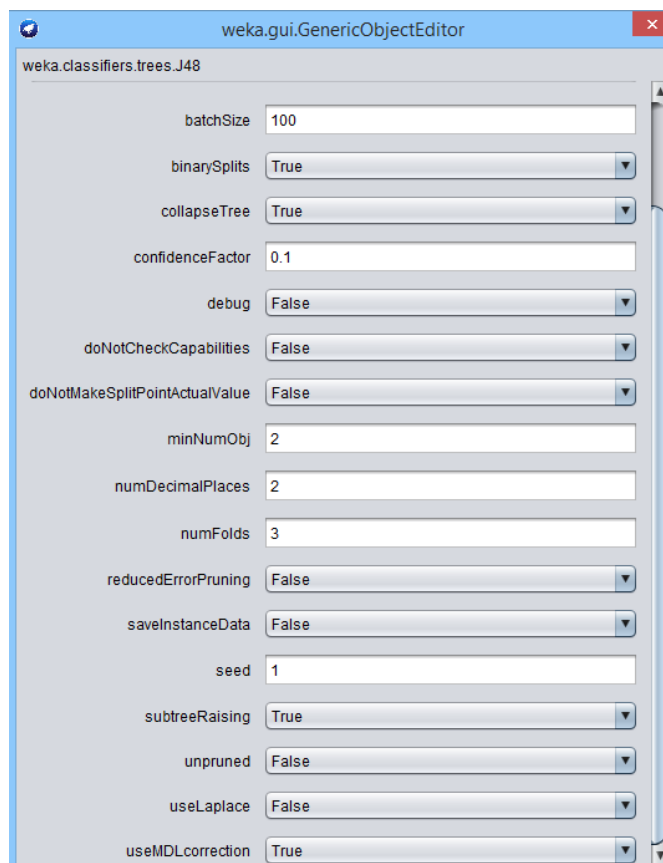 weka.gui.GenericObjectEditor
weka.classifiers.trees.J48
batchSize 100
binarySplits True
collapseTree True
confidenceFactor 0.1
debug False
doNotCheckCapabilities False
doNotMakeSplitPointActualValue False
minNumObj 2
numDecimalPlaces 2
numFolds 3
reducedErrorPruning False
saveInstanceData False
seed 1
subtreeRaising True
unpruned False
useLaplace False
useMDLcorrection True